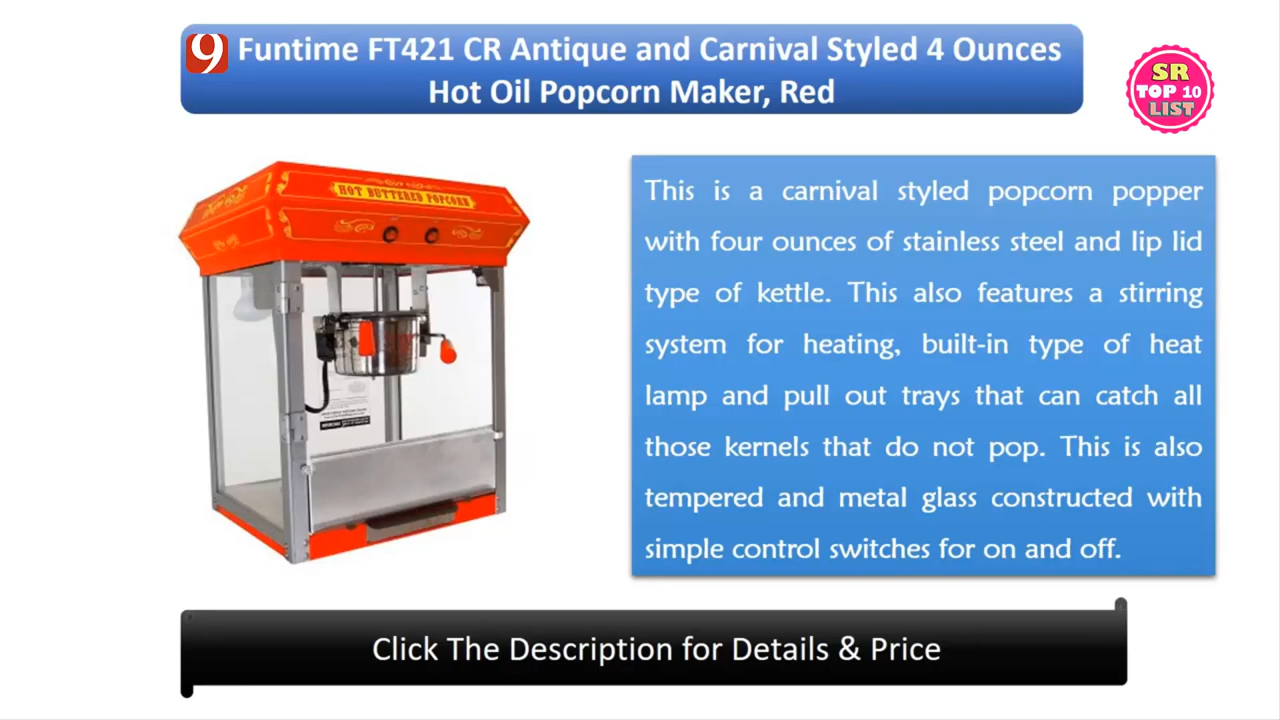 9 Funtime FT421 CR Antique and Carnival Styled 4 Ounces
Hot Oil Popcorn Maker, Red
SR
TOP 10
LIST
HOT BUTTERED POPCORN
This is a carnival styled popcorn popper
with four ounces of stainless steel and lip lid
type of kettle. This also features a stirring
system for heating, built-in type of heat
lamp and pull out trays that can catch all
those kernels that do not pop. This is also
tempered and metal glass constructed with
simple control switches for on and off.
Click The Description for Details & Price